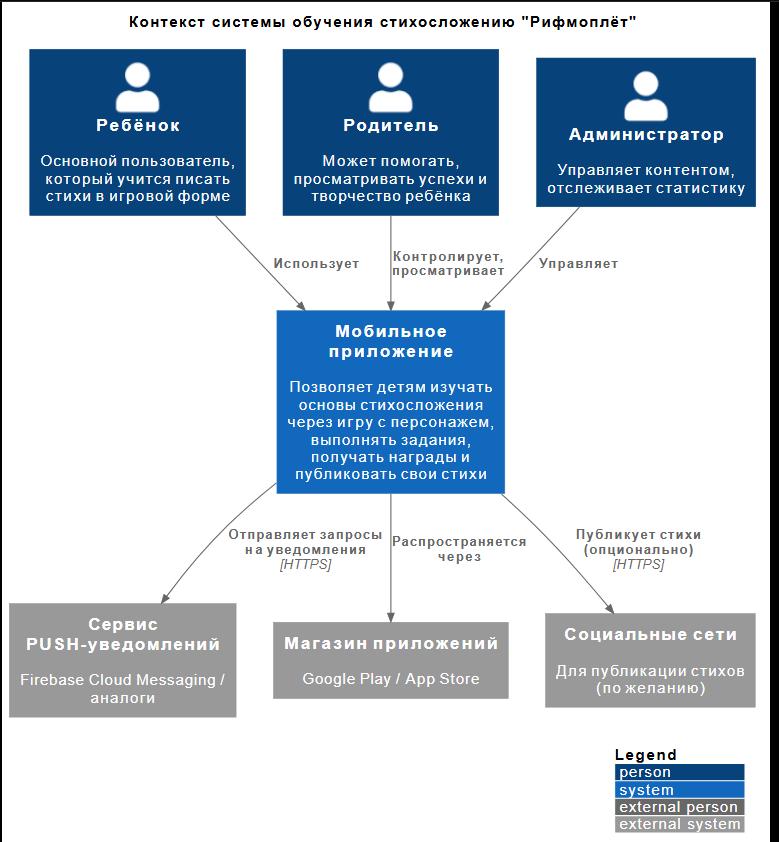 Контекст системы обучения стихосложению "Рифмоплёт"
Ребёнок
Основной пользователь,
который учится писать
стихи в игровой форме
Родитель
Может помогать,
просматривать успехи и
творчество ребёнка
Администратор
Управляет контентом,
отслеживает статистику
Использует
Контролирует,
просматривает
Управляет
Мобильное
приложение
Позволяет детям изучать
основы стихосложения
через игру с персонажем,
выполнять задания,
получать награды и
публиковать свои стихи
Отправляет запросы
на уведомления
[HTTPS]
Распространяется
через
Публикует стихи
(опционально)
[HTTPS]
Сервис
PUSH-уведомлений
Firebase Cloud Messaging /
аналоги
Магазин приложений
Google Play / App Store
Социальные сети
Для публикации стихов
(по желанию)
Legend
person
system
external person
external system